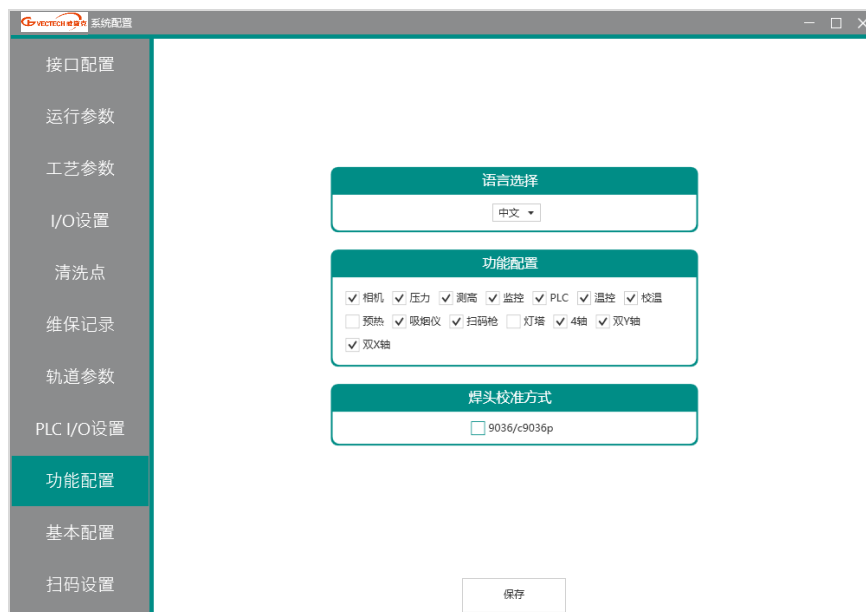 VECTECH 系统配置
接口配置
运行参数
工艺参数
I/O设置
清洗点
维保记录
轨道参数
PLC I/O设置
功能配置
基本配置
扫码设置
语言选择
中文
功能配置
相机 压力 测高 监控 PLC 温控 校温
预热 吸烟仪 扫码枪 灯塔 4轴 双Y轴
双X轴
焊头校准方式
9036/c9036p
保存